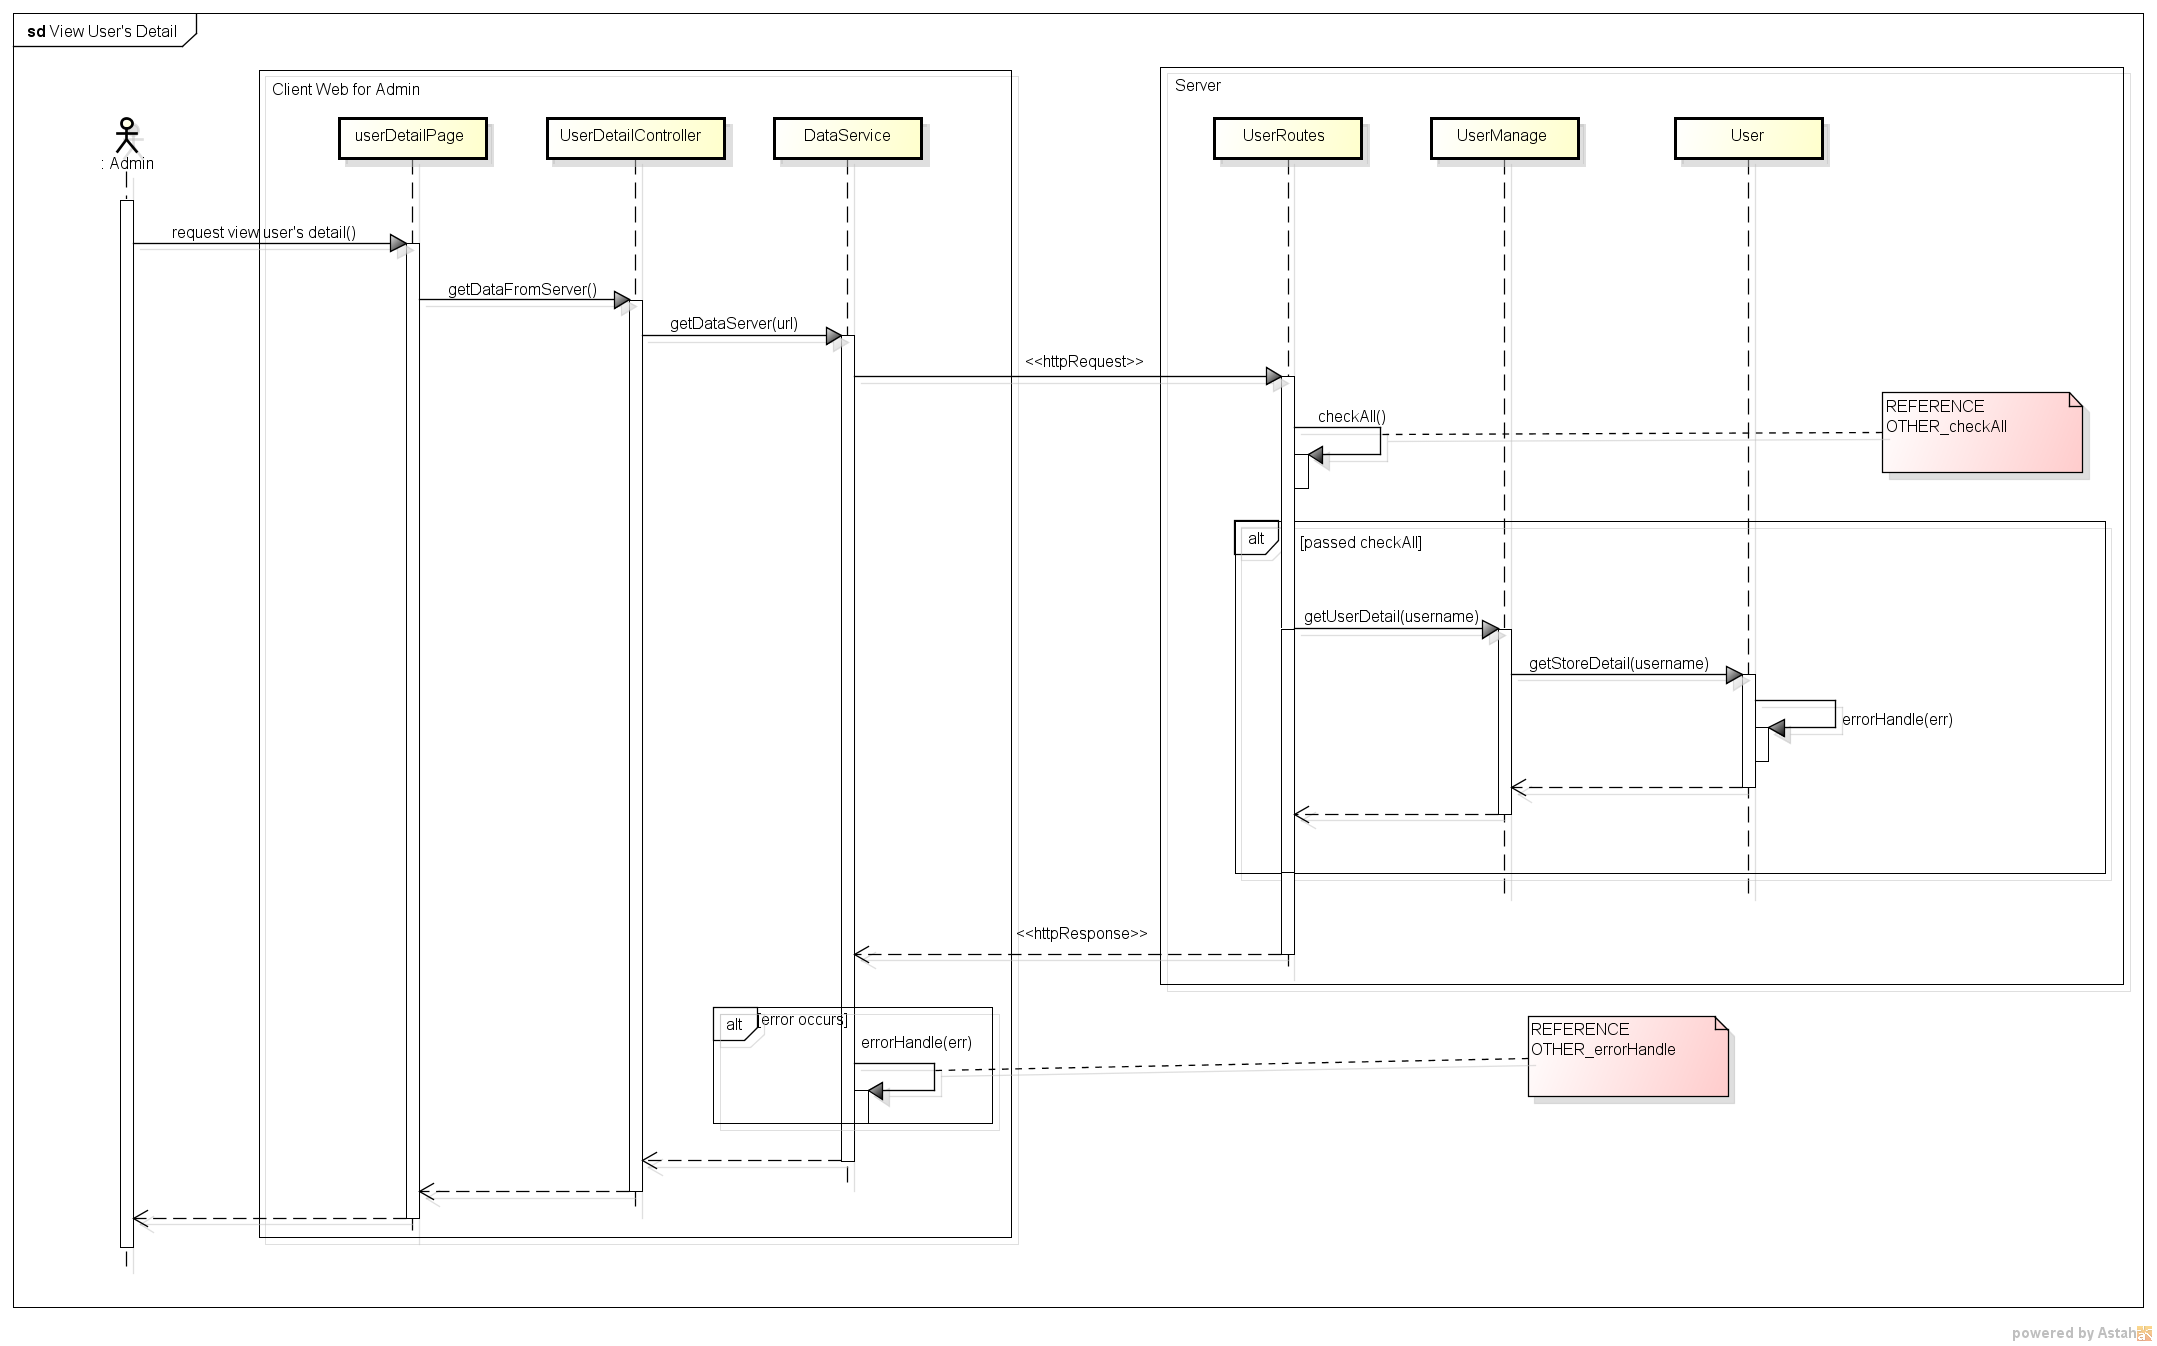 sd View User's Detail
Client Web for Admin
Server
: Admin
userDetailPage
UserDetailController
DataService
UserRoutes
UserManage
User
request view user's detail()
getDataFromServer()
getDataServer(url)
<<httpRequest>>
checkAll()
REFERENCE
OTHER_checkAll
alt
[passed checkAll]
getUserDetail(username)
getStoreDetail(username)
errorHandle(err)
<<httpResponse>>
alt
[error occurs]
errorHandle(err)
REFERENCE
OTHER_errorHandle
powered by Astah